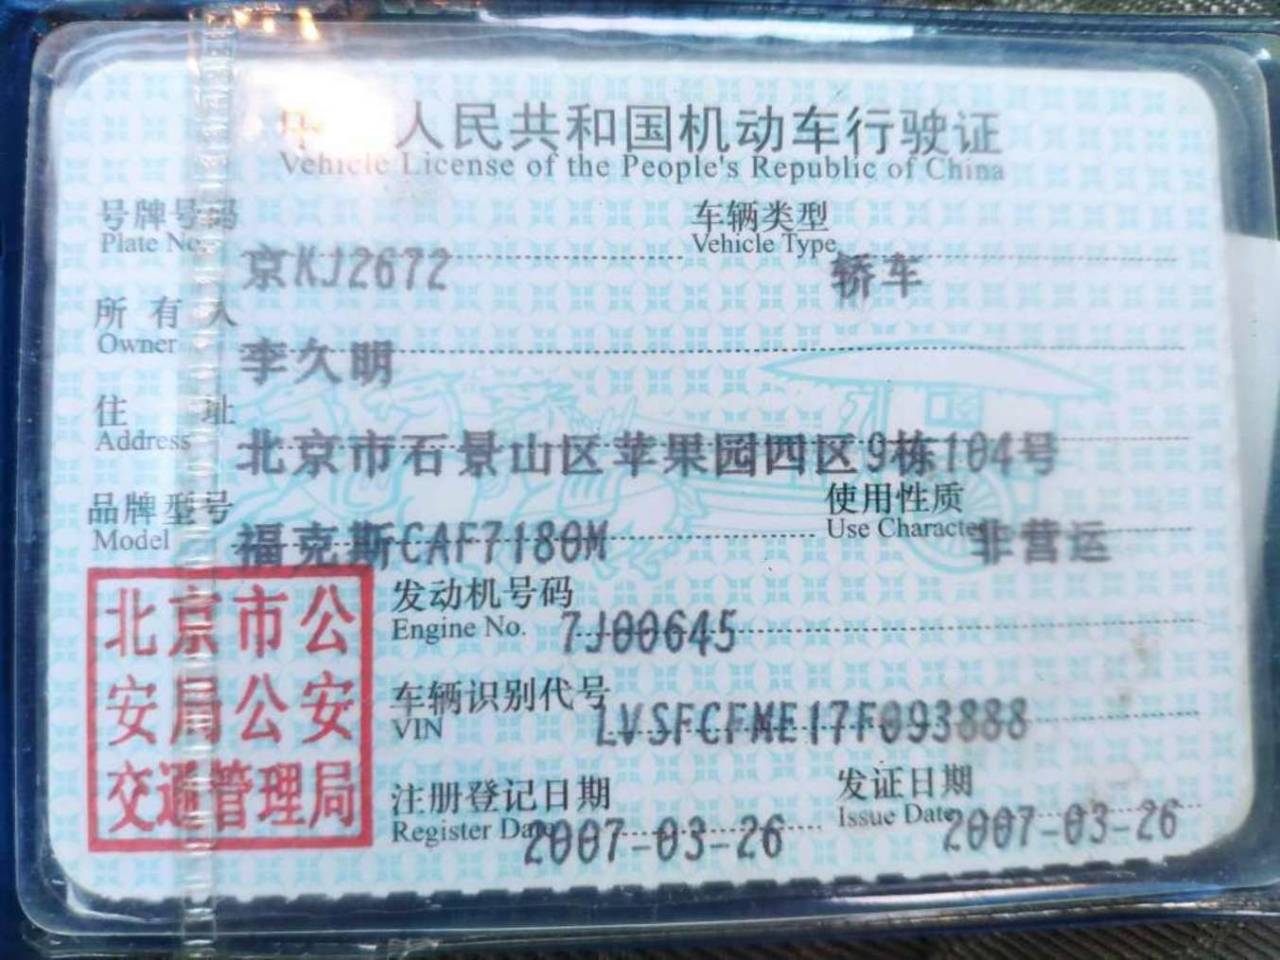 中 人民共和国机动车行驶证
Vehicle License of the People's Republic of China
号牌号码 京KJ2672 车辆类型 轿车
Plate No. Vehicle Type
所有人 李久明
Owner
住址 北京市石景山区苹果园四区9栋104号
Address
品牌型号 福克斯CAF7180M 使用性质 非营运
Model Use Character
发动机号码 7J00645
Engine No.
车辆识别代号 LVSFCFME17F093888
VIN
注册登记日期 2007-03-26 发证日期 2007-03-26
Register Date Issue Date
北京市公
安局公安
交通管理局